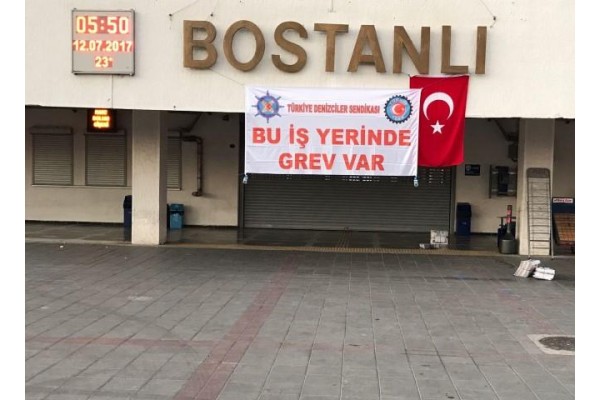 05:50
12.07.2017
23°
BOSTANLI
TÜRKİYE DENİZCİLER SENDİKASI
BU İŞ YERİNDE
GREV VAR